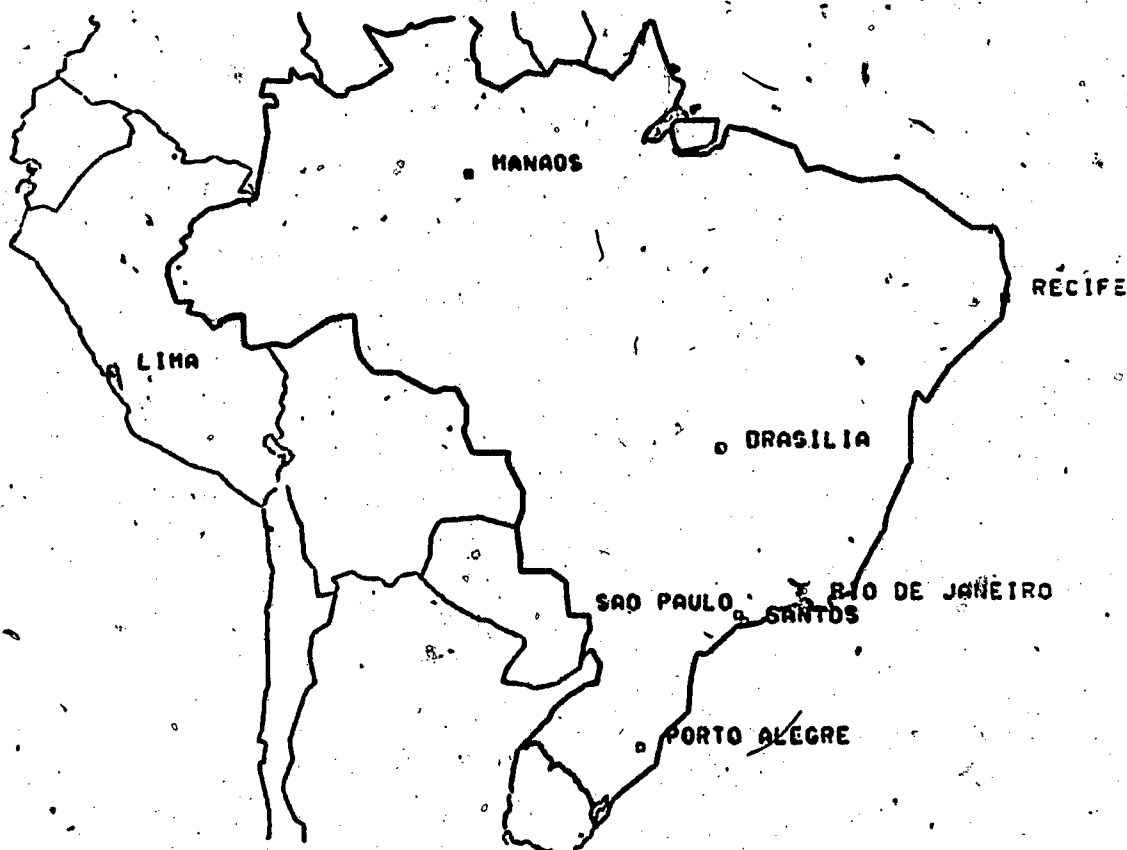 MANAOS
RECIFE
LIMA
BRASILIA
RIO DE JANEIRO
SAO PAULO
SANTOS
PORTO ALEGRE